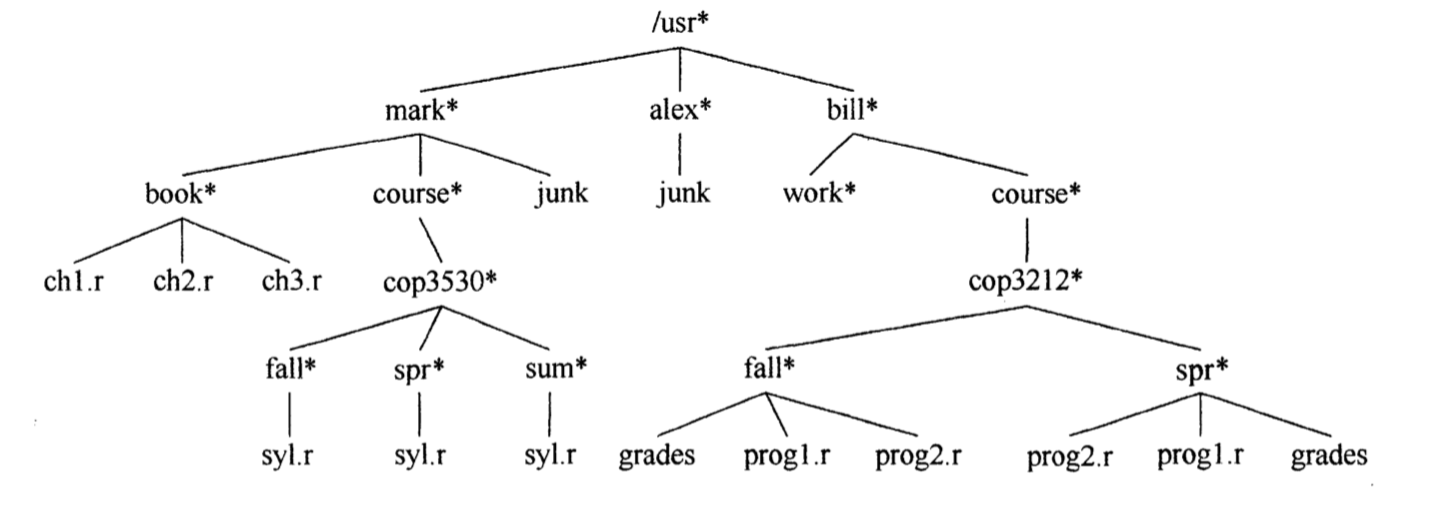 /usr*
mark* alex* bill*
book* course* junk junk work* course*
ch1.r ch2.r ch3.r cop3530* cop3212*
fall* spr* sum* fall* spr*
syl.r syl.r syl.r grades prog1.r prog2.r prog2.r prog1.r grades